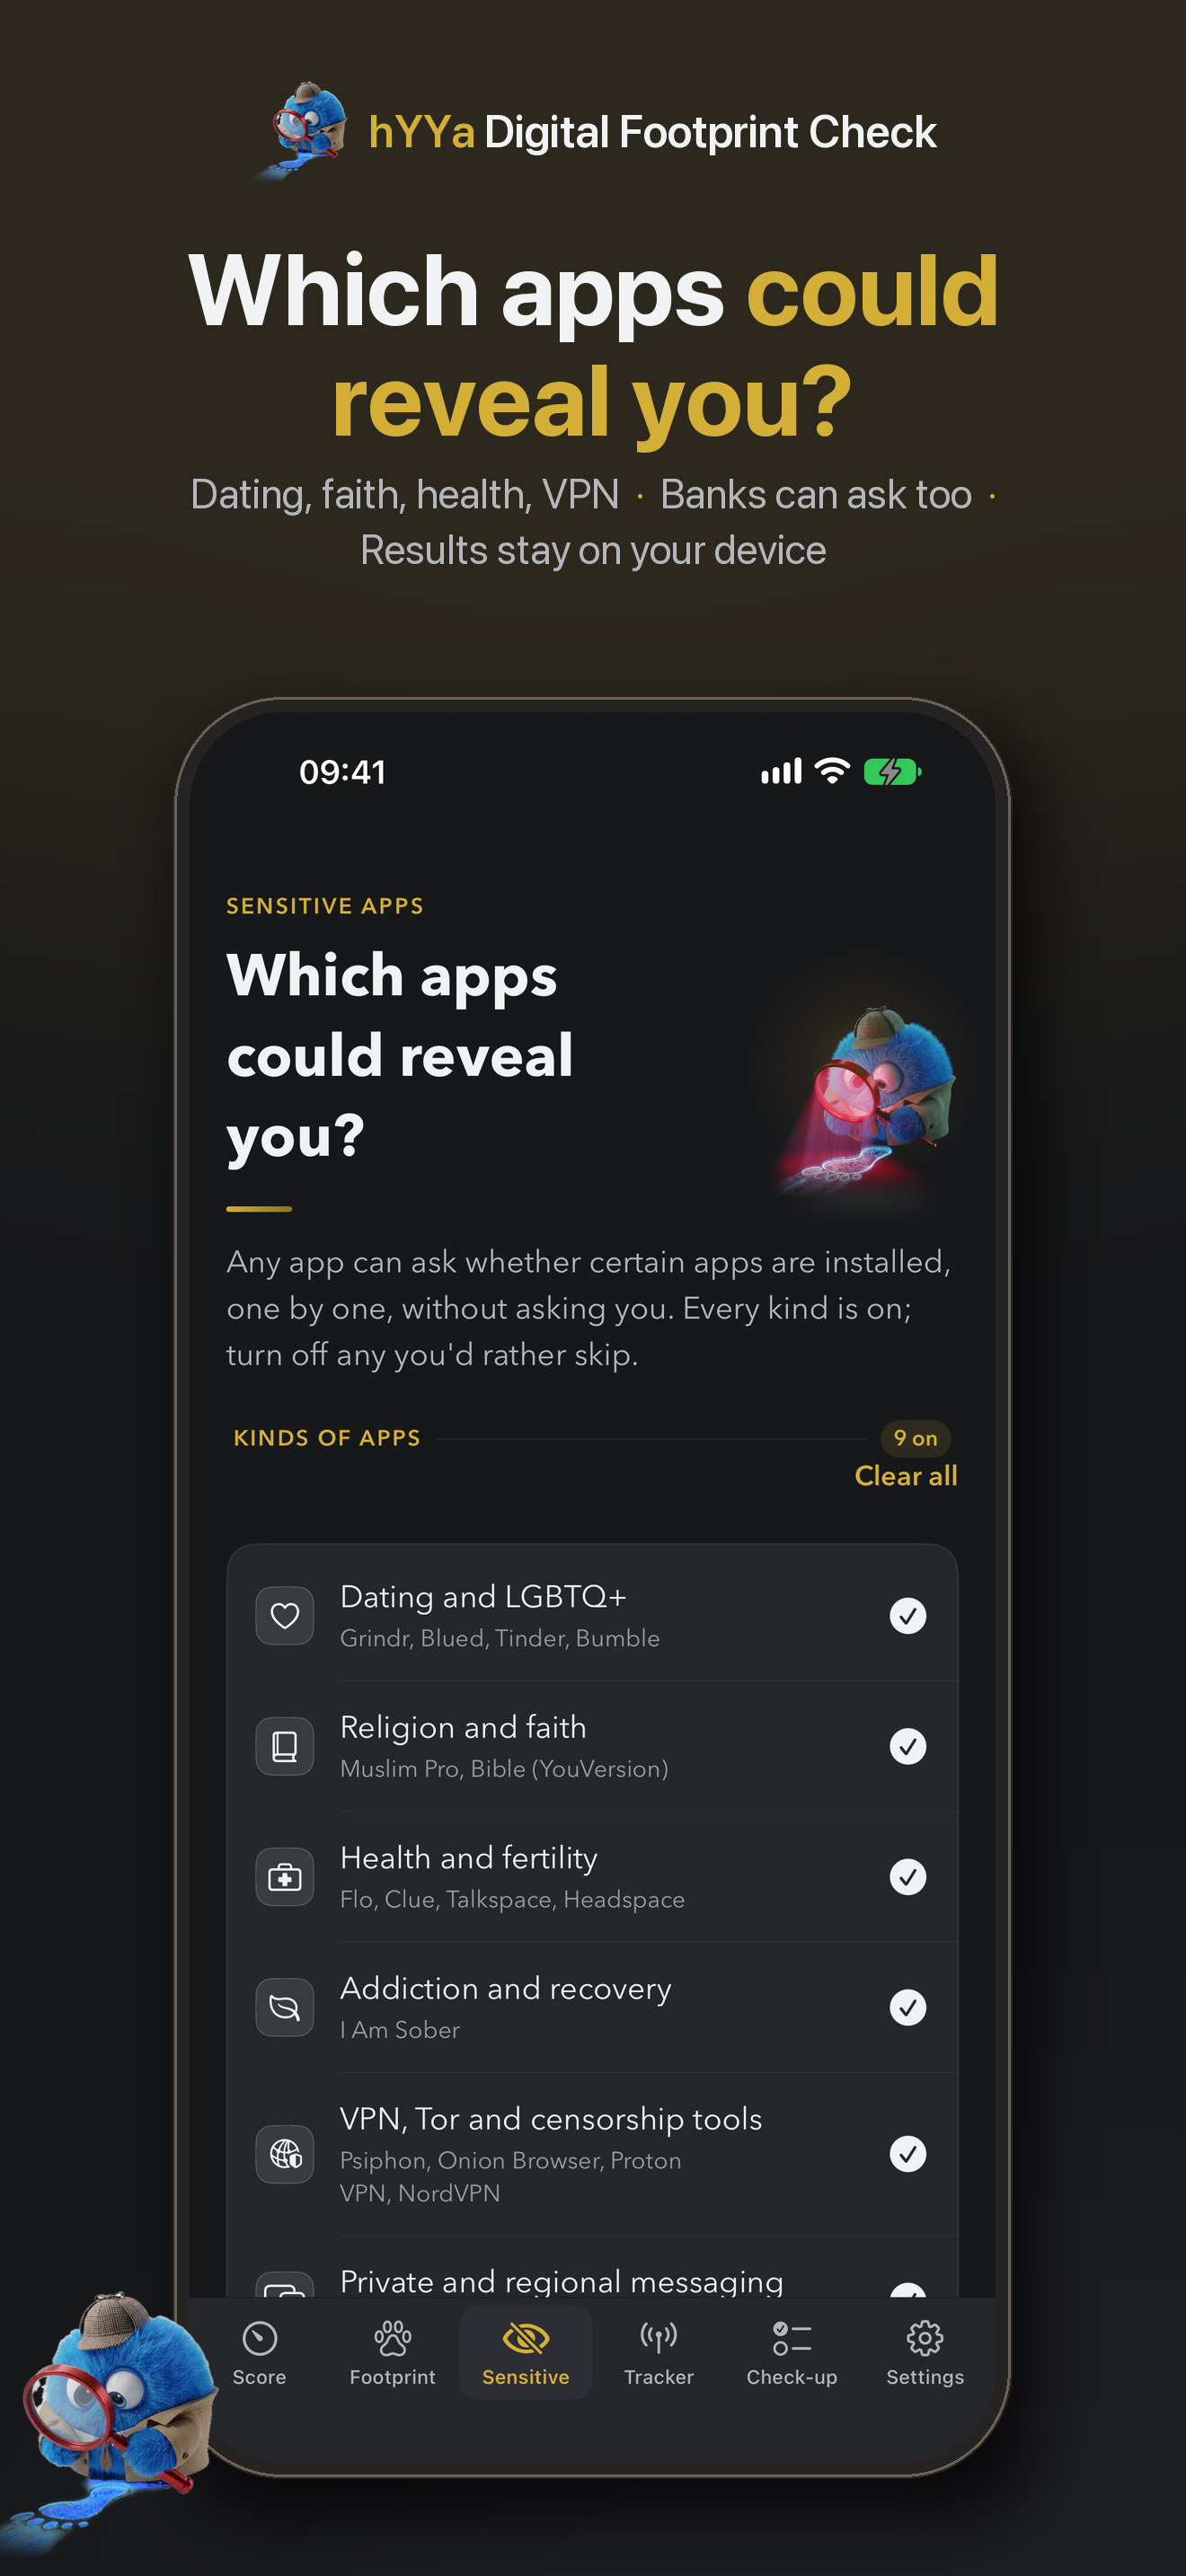 hYYa Digital Footprint Check
Which apps could
reveal you?
Dating, faith, health, VPN · Banks can ask too ·
Results stay on your device
09:41
SENSITIVE APPS
Which apps
could reveal
you?
Any app can ask whether certain apps are installed,
one by one, without asking you. Every kind is on;
turn off any you'd rather skip.
KINDS OF APPS
9 on
Clear all
Dating and LGBTQ+
Grindr, Blued, Tinder, Bumble
Religion and faith
Muslim Pro, Bible (YouVersion)
Health and fertility
Flo, Clue, Talkspace, Headspace
Addiction and recovery
I Am Sober
VPN, Tor and censorship tools
Psiphon, Onion Browser, Proton
VPN, NordVPN
Private and regional messaging
Score
Footprint
Sensitive
Tracker
Check-up
Settings